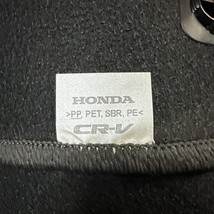 HONDA
>PP, PET, SBR, PE<
CR-V